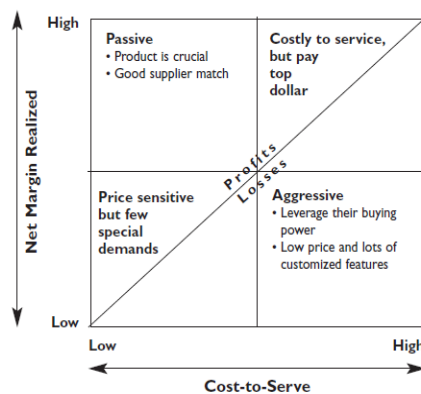 High
Passive
• Product is crucial
• Good supplier match
Costly to service,
but pay
top
dollar
Net Margin Realized
Profits
Losses
Price sensitive
but few
special
demands
Aggressive
• Leverage their buying
power
• Low price and lots of
customized features
Low
Low
High
Cost-to-Serve